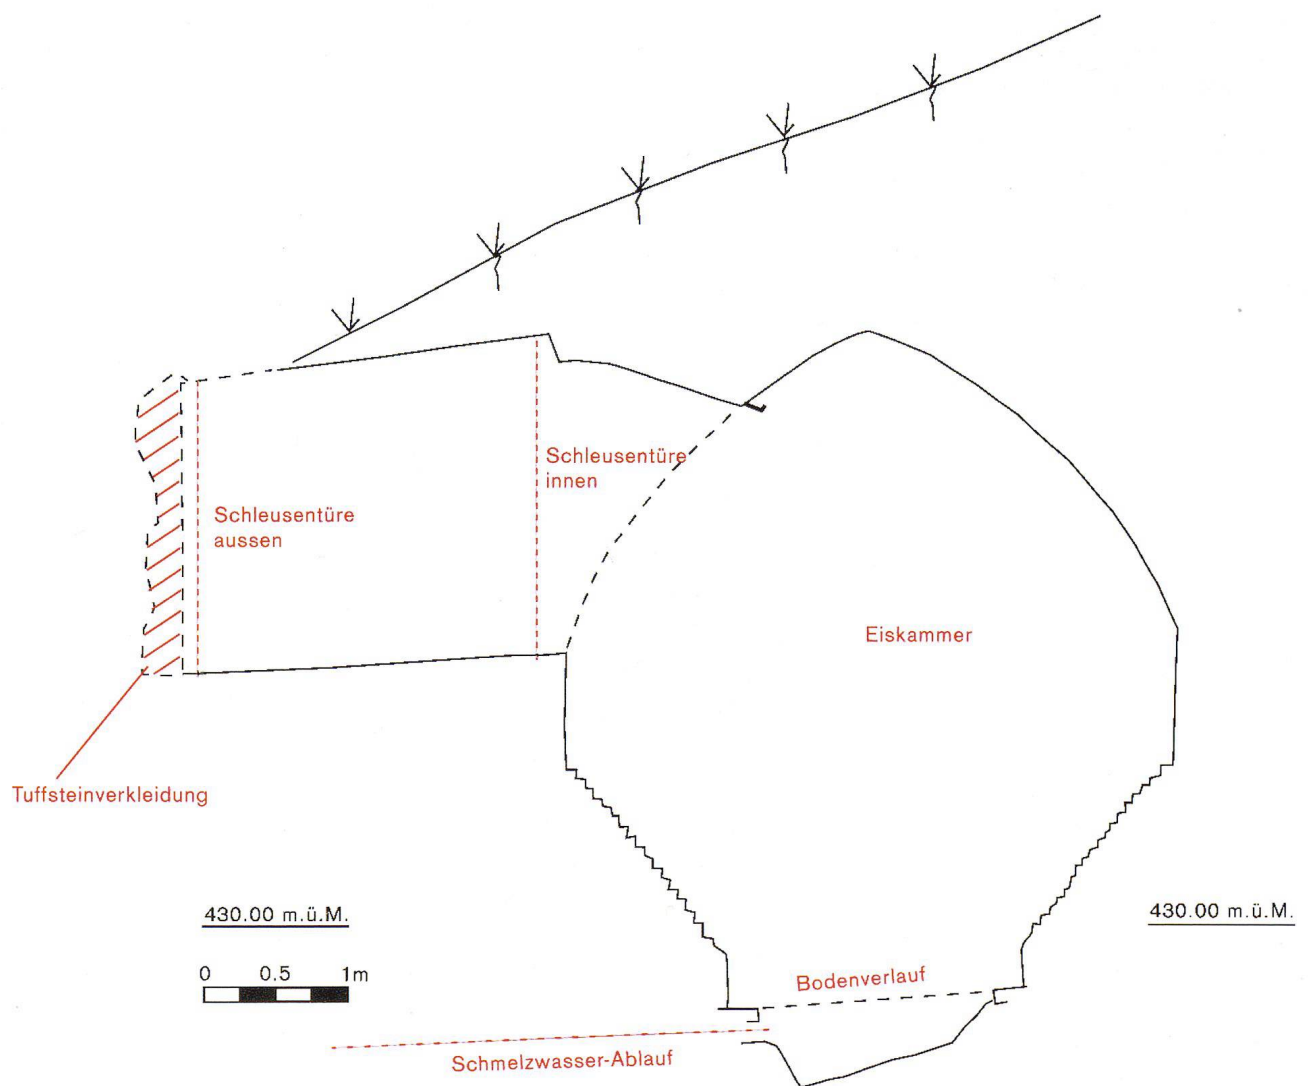 Schleusentüre
innen
Schleusentüre
aussen
Eiskammer
Tuffsteinverkleidung
430.00 m.ü.M.
430.00 m.ü.M.
0 0.5 1m
Bodenverlauf
Schmelzwasser-Ablauf